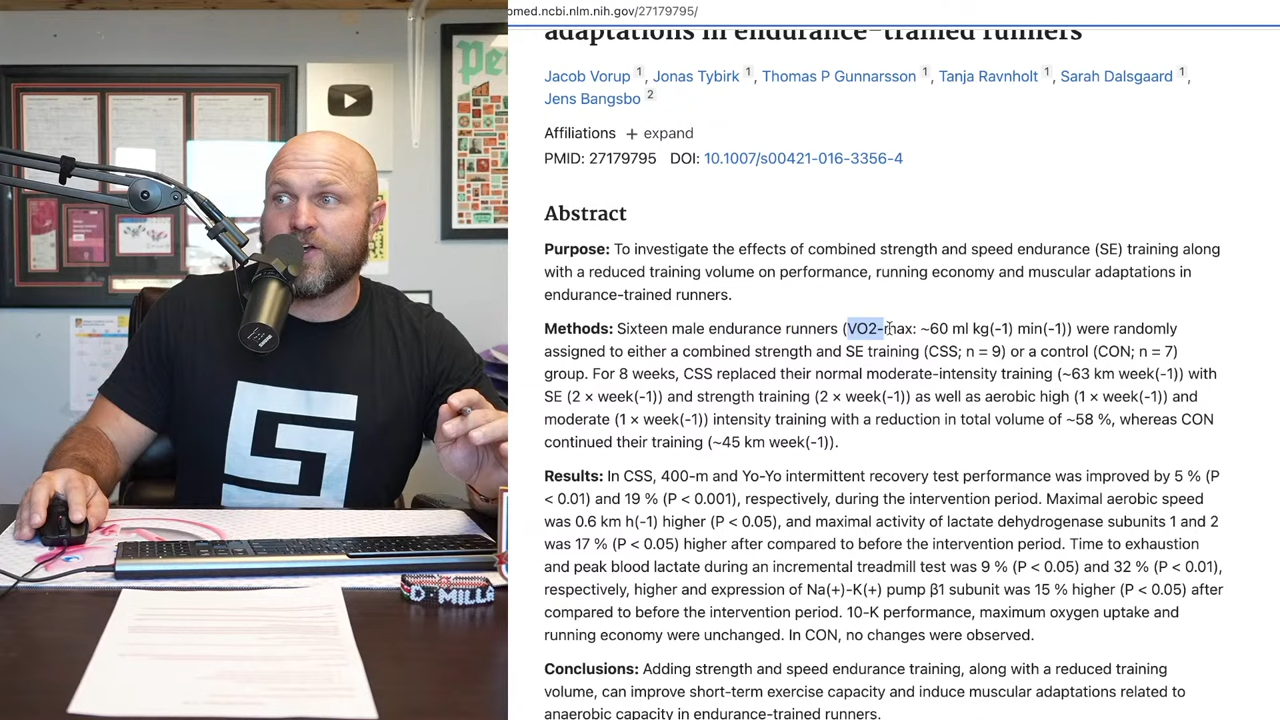 omed.ncbi.nlm.nih.gov/27179795/
adaptations in endurance-trained runners
Jacob Vorup 1, Jonas Tybirk 1, Thomas P Gunnarsson 1, Tanja Ravnholt 1, Sarah Dalsgaard 1,
Jens Bangsbo 2
Affiliations + expand
PMID: 27179795 DOI: 10.1007/s00421-016-3356-4
Abstract
Purpose: To investigate the effects of combined strength and speed endurance (SE) training along
with a reduced training volume on performance, running economy and muscular adaptations in
endurance-trained runners.
Methods: Sixteen male endurance runners (VO2-max: ~60 ml kg(-1) min(-1)) were randomly
assigned to either a combined strength and SE training (CSS; n = 9) or a control (CON; n = 7)
group. For 8 weeks, CSS replaced their normal moderate-intensity training (~63 km week(-1)) with
SE (2 × week(-1)) and strength training (2 × week(-1)) as well as aerobic high (1 × week(-1)) and
moderate (1 × week(-1)) intensity training with a reduction in total volume of ~58 %, whereas CON
continued their training (~45 km week(-1)).
Results: In CSS, 400-m and Yo-Yo intermittent recovery test performance was improved by 5 % (P
< 0.01) and 19 % (P < 0.001), respectively, during the intervention period. Maximal aerobic speed
was 0.6 km h(-1) higher (P < 0.05), and maximal activity of lactate dehydrogenase subunits 1 and 2
was 17 % (P < 0.05) higher after compared to before the intervention period. Time to exhaustion
and peak blood lactate during an incremental treadmill test was 9 % (P < 0.05) and 32 % (P < 0.01),
respectively, higher and expression of Na(+)-K(+) pump β1 subunit was 15 % higher (P < 0.05) after
compared to before the intervention period. 10-K performance, maximum oxygen uptake and
running economy were unchanged. In CON, no changes were observed.
Conclusions: Adding strength and speed endurance training, along with a reduced training
volume, can improve short-term exercise capacity and induce muscular adaptations related to
anaerobic capacity in endurance-trained runners.
Pe
SHURE
D MILLA